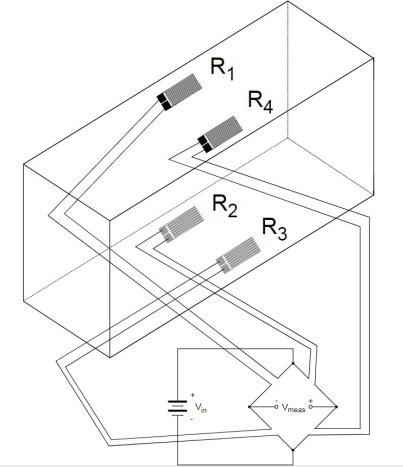 R1
R4
R2
R3
+
Vin
-
- Vmeas +